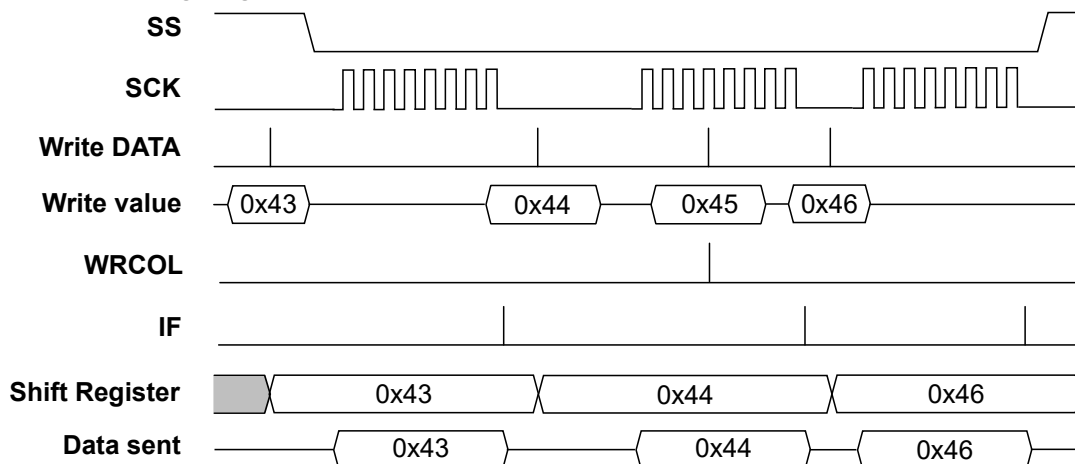 SS
SCK
Write DATA
Write value 0x43 0x44 0x45 0x46
WRCOL
IF
Shift Register 0x43 0x44 0x46
Data sent 0x43 0x44 0x46